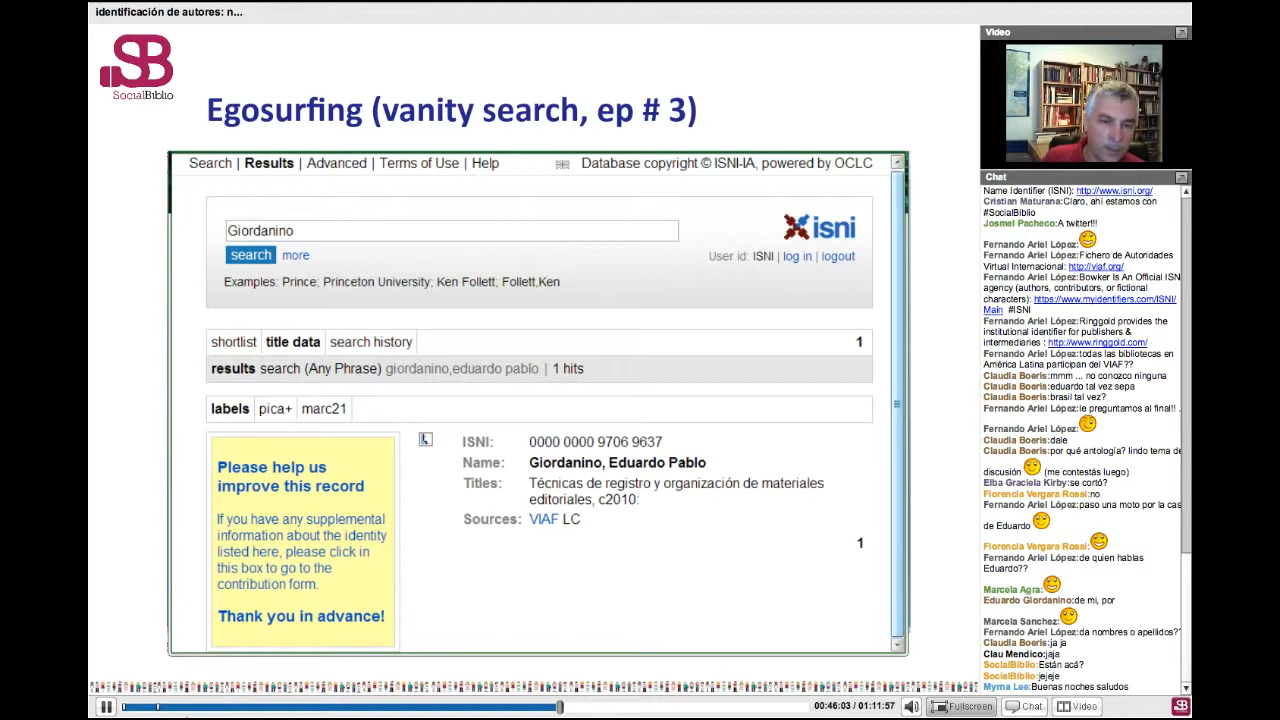 identificación de autores: n...
SB
SocialBiblio
Egosurfing (vanity search, ep # 3)
Search | Results | Advanced | Terms of Use | Help
Database copyright © ISNI-IA, powered by OCLC
Giordanino
isni
search more
User id: ISNI | log in | logout
Examples: Prince; Princeton University; Ken Follett; Follett,Ken
shortlist title data search history 1
results search (Any Phrase) giordanino,eduardo pablo | 1 hits
labels pica+ marc21
Please help us
improve this record
If you have any supplemental
information about the identity
listed here, please click in
this box to go to the
contribution form.
Thank you in advance!
ISNI: 0000 0000 9706 9637
Name: Giordanino, Eduardo Pablo
Titles: Técnicas de registro y organización de materiales
editoriales, c2010:
Sources: VIAF LC
1
Video
Chat
Name Identifier (ISNI): http://www.isni.org/
Cristian Maturana:Claro, ahí estamos con
#SocialBiblio
Josmel Pacheco:A twitter!!!
Fernando Ariel López:
Fernando Ariel López:Fichero de Autoridades
Virtual Internacional: http://viaf.org/
Fernando Ariel López:Bowker Is An Official ISN
agency (authors, contributors, or fictional
characters): https://www.myidentifiers.com/ISNI/
Main #ISNI
Fernando Ariel López:Ringgold provides the
institutional identifier for publishers &
intermediaries : http://www.ringgold.com/
Fernando Ariel López:todas las bibliotecas en
América Latina participan del VIAF??
Claudia Boeris:mmm ... no conozco ninguna
Claudia Boeris:eduardo tal vez sepa
Claudia Boeris:brasil tal vez?
Fernando Ariel López:le preguntamos al final!! .
Fernando Ariel López:
Claudia Boeris:dale
Claudia Boeris:por qué antología? lindo tema de
discusión (me contestás luego)
Elba Graciela Kirby:se cortó?
Florencia Vergara Rossi:no
Fernando Ariel López:paso una moto por la cas
de Eduardo
Florencia Vergara Rossi:
Fernando Ariel López:de quien hablas
Eduardo??
Marcela Agra:
Eduardo Giordanino:de mi, por
Marcela Sanchez:
Fernando Ariel López:da nombres o apellidos??
Claudia Boeris:ja ja
Clau Mendico:jaja
SocialBiblio:Están acá?
SocialBiblio:jejeje
Myrna Lee:Buenas noches saludos
00:46:03 / 01:11:57
Fullscreen Chat Video
SB